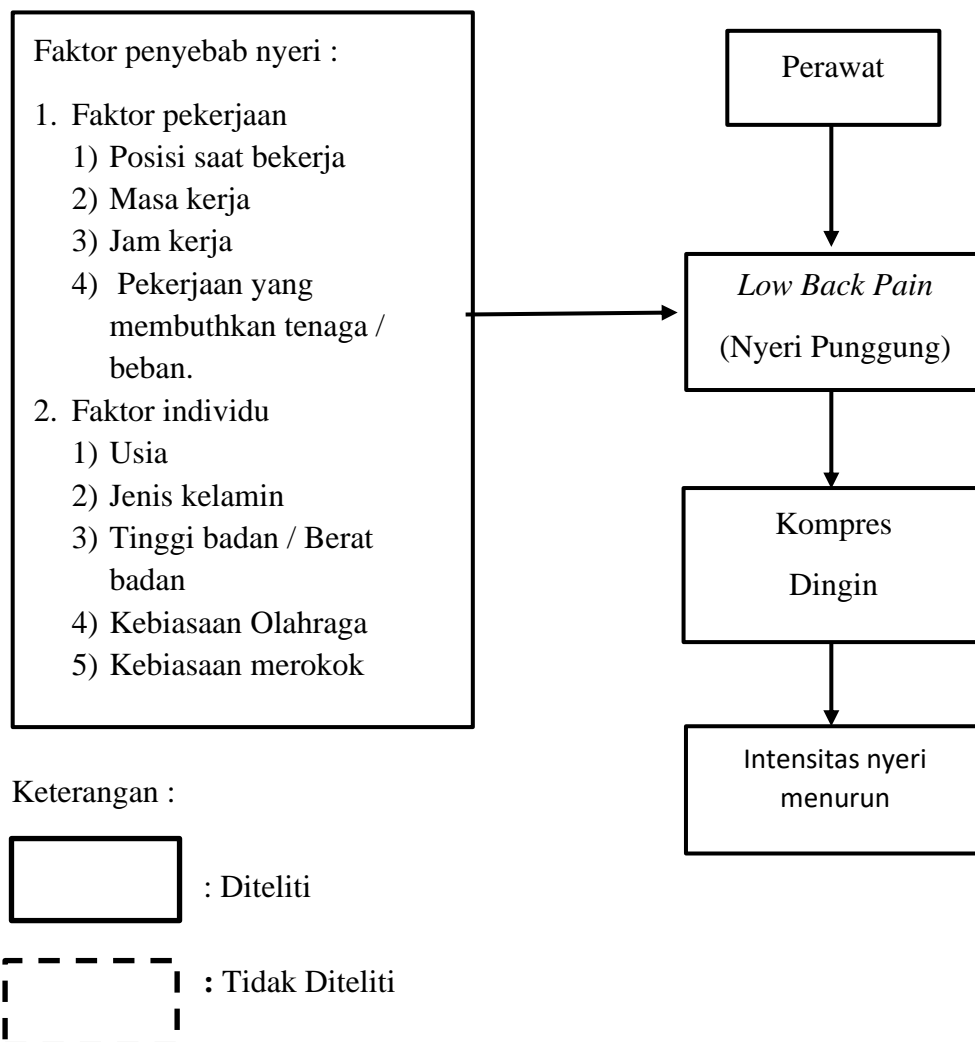 Faktor penyebab nyeri :
1. Faktor pekerjaan
1) Posisi saat bekerja
2) Masa kerja
3) Jam kerja
4) Pekerjaan yang
membuthkan tenaga /
beban.
2. Faktor individu
1) Usia
2) Jenis kelamin
3) Tinggi badan / Berat
badan
4) Kebiasaan Olahraga
5) Kebiasaan merokok
Perawat
Low Back Pain
(Nyeri Punggung)
Kompres
Dingin
Intensitas nyeri
menurun
Keterangan :
: Diteliti
: Tidak Diteliti